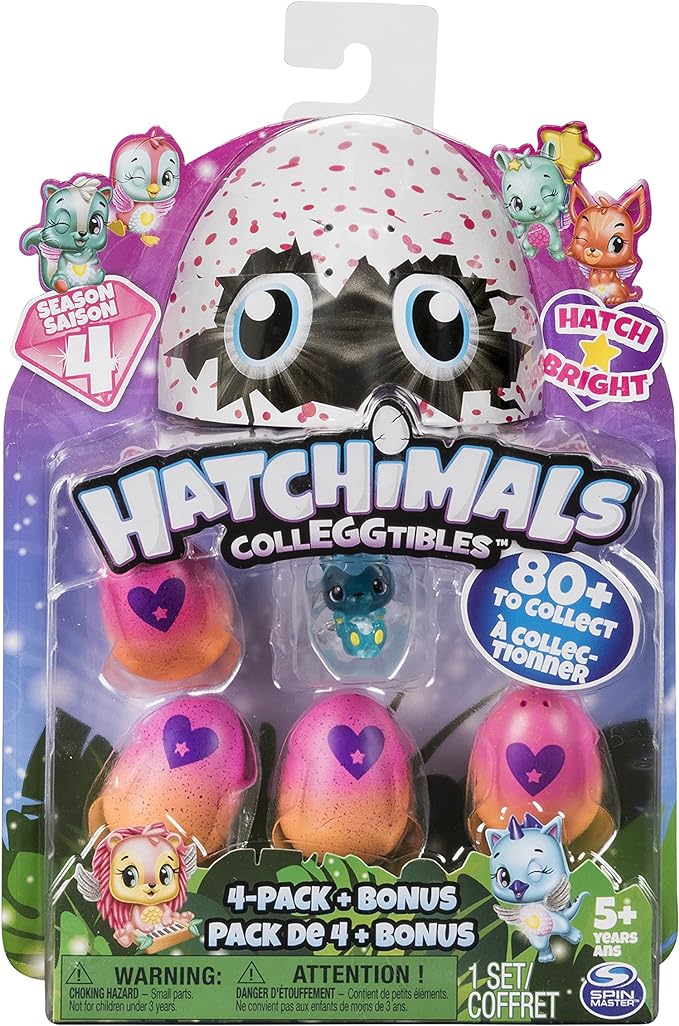 SEASON
SAISON
4
HATCH
BRIGHT
HATCHiMALS
COLLEGGTIBLES™
80+
TO COLLECT
À COLLEC-
TIONNER
4-PACK + BONUS
PACK DE 4 + BONUS
5+
YEARS
ANS
WARNING:
CHOKING HAZARD – Small parts.
Not for children under 3 years.
ATTENTION !
DANGER D'ÉTOUFFEMENT – Contient de petits éléments.
Ne convient pas aux enfants de moins de 3 ans.
1 SET/
COFFRET
SPIN
MASTER™